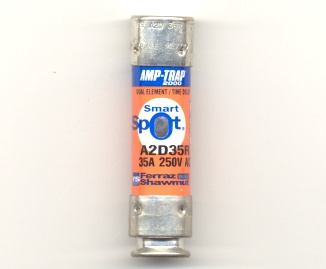 AMP-TRAP
2000
DUAL ELEMENT / TIME DELAY
Smart
Spot
A2D35R
35A 250V AC
Ferraz
Shawmut